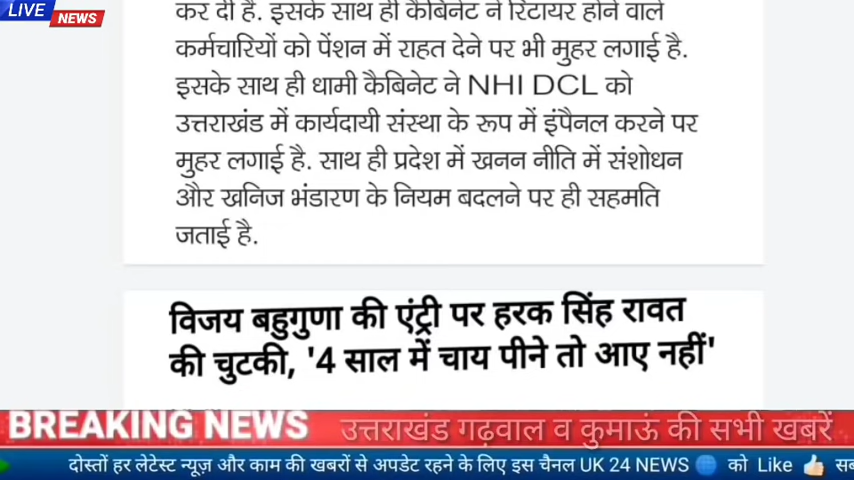 LIVE
NEWS
कर दी है. इसके साथ ही कैबिनेट ने रिटायर होने वाले
कर्मचारियों को पेंशन में राहत देने पर भी मुहर लगाई है.
इसके साथ ही धामी कैबिनेट ने NHI DCL को
उत्तराखंड में कार्यदायी संस्था के रूप में इंपैनल करने पर
मुहर लगाई है. साथ ही प्रदेश में खनन नीति में संशोधन
और खनिज भंडारण के नियम बदलने पर ही सहमति
जताई है.
विजय बहुगुणा की एंट्री पर हरक सिंह रावत
की चुटकी, '4 साल में चाय पीने तो आए नहीं'
BREAKING NEWS उत्तराखंड गढ़वाल व कुमाऊं की सभी खबरें
दोस्तों हर लेटेस्ट न्यूज़ और काम की खबरों से अपडेट रहने के लिए इस चैनल UK 24 NEWS 🌐 को Like 👍🏻